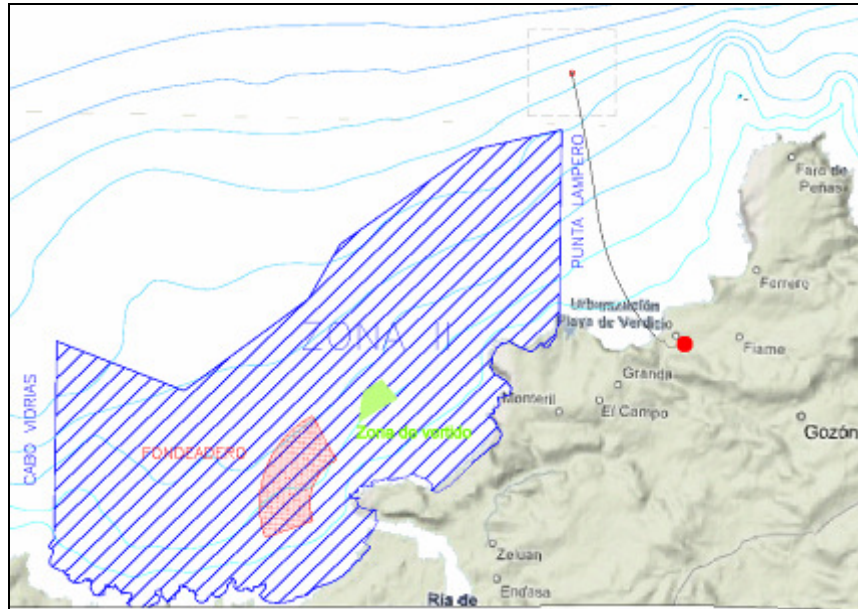 Faro de
Peñas
PUNTA LAMPERO
Ferrero
Urbanización
Playa de Verdicio
ZONA II
Fiame
Granda
CABO VIDRIAS
Monteril
El Campo
Gozón
Zona de vertido
FONDEADERO
Zeluan
Endasa
Ría de